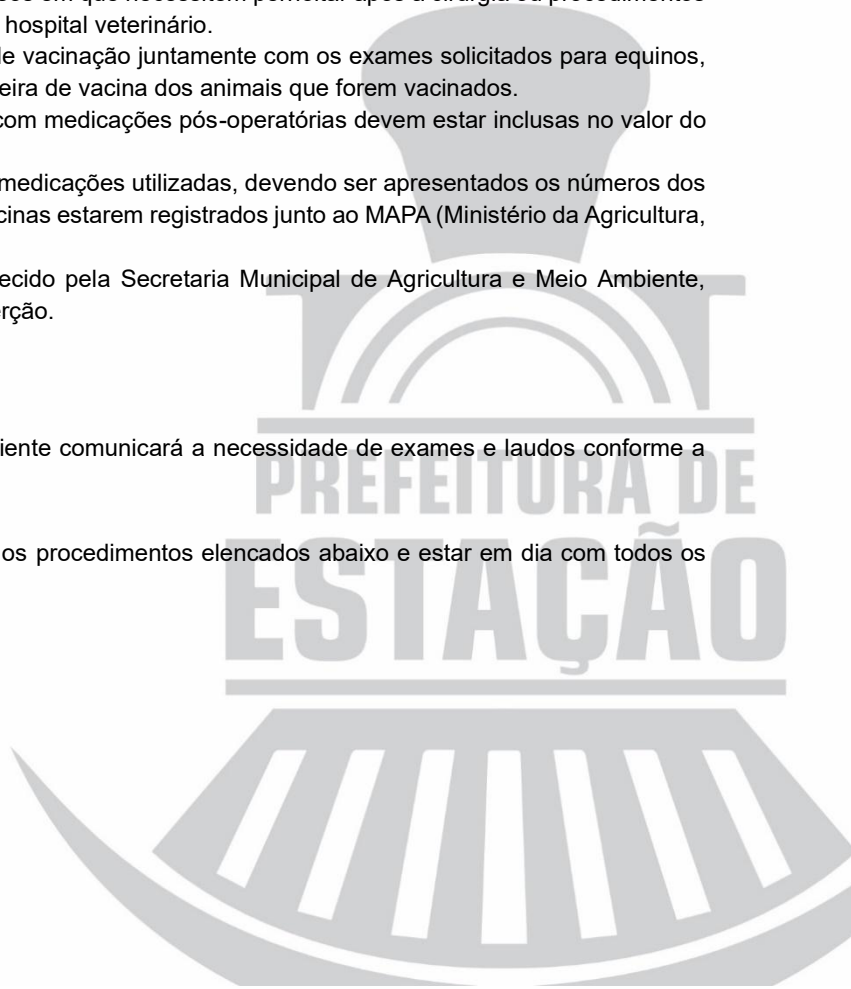 em que necessitem pernoitar após a cirurgia ou procedimentos
hospital veterinário.
de vacinação juntamente com os exames solicitados para equinos,
eira de vacina dos animais que forem vacinados.
com medicações pós-operatórias devem estar inclusas no valor do
medicações utilizadas, devendo ser apresentados os números dos
cinas estarem registrados junto ao MAPA (Ministério da Agricultura,
ecido pela Secretaria Municipal de Agricultura e Meio Ambiente,
erção.
iente comunicará a necessidade de exames e laudos conforme a
PREFEITURA DE
os procedimentos elencados abaixo e estar em dia com todos os
ESTAÇÃO